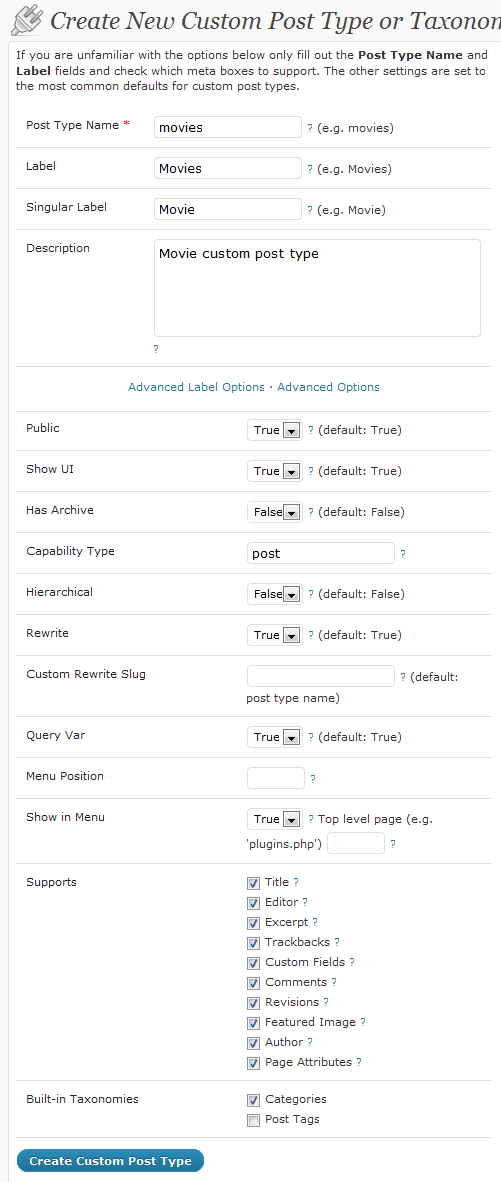 Create New Custom Post Type or Taxonom
If you are unfamiliar with the options below only fill out the Post Type Name and
Label fields and check which meta boxes to support. The other settings are set to
the most common defaults for custom post types.
Post Type Name * movies ? (e.g. movies)
Label Movies ? (e.g. Movies)
Singular Label Movie ? (e.g. Movie)
Description Movie custom post type
?
Advanced Label Options · Advanced Options
Public True ? (default: True)
Show UI True ? (default: True)
Has Archive False ? (default: False)
Capability Type post ?
Hierarchical False ? (default: False)
Rewrite True ? (default: True)
Custom Rewrite Slug ? (default:
post type name)
Query Var True ? (default: True)
Menu Position ?
Show in Menu True ? Top level page (e.g.
'plugins.php') ?
Supports Title ?
Editor ?
Excerpt ?
Trackbacks ?
Custom Fields ?
Comments ?
Revisions ?
Featured Image ?
Author ?
Page Attributes ?
Built-in Taxonomies Categories
Post Tags
Create Custom Post Type